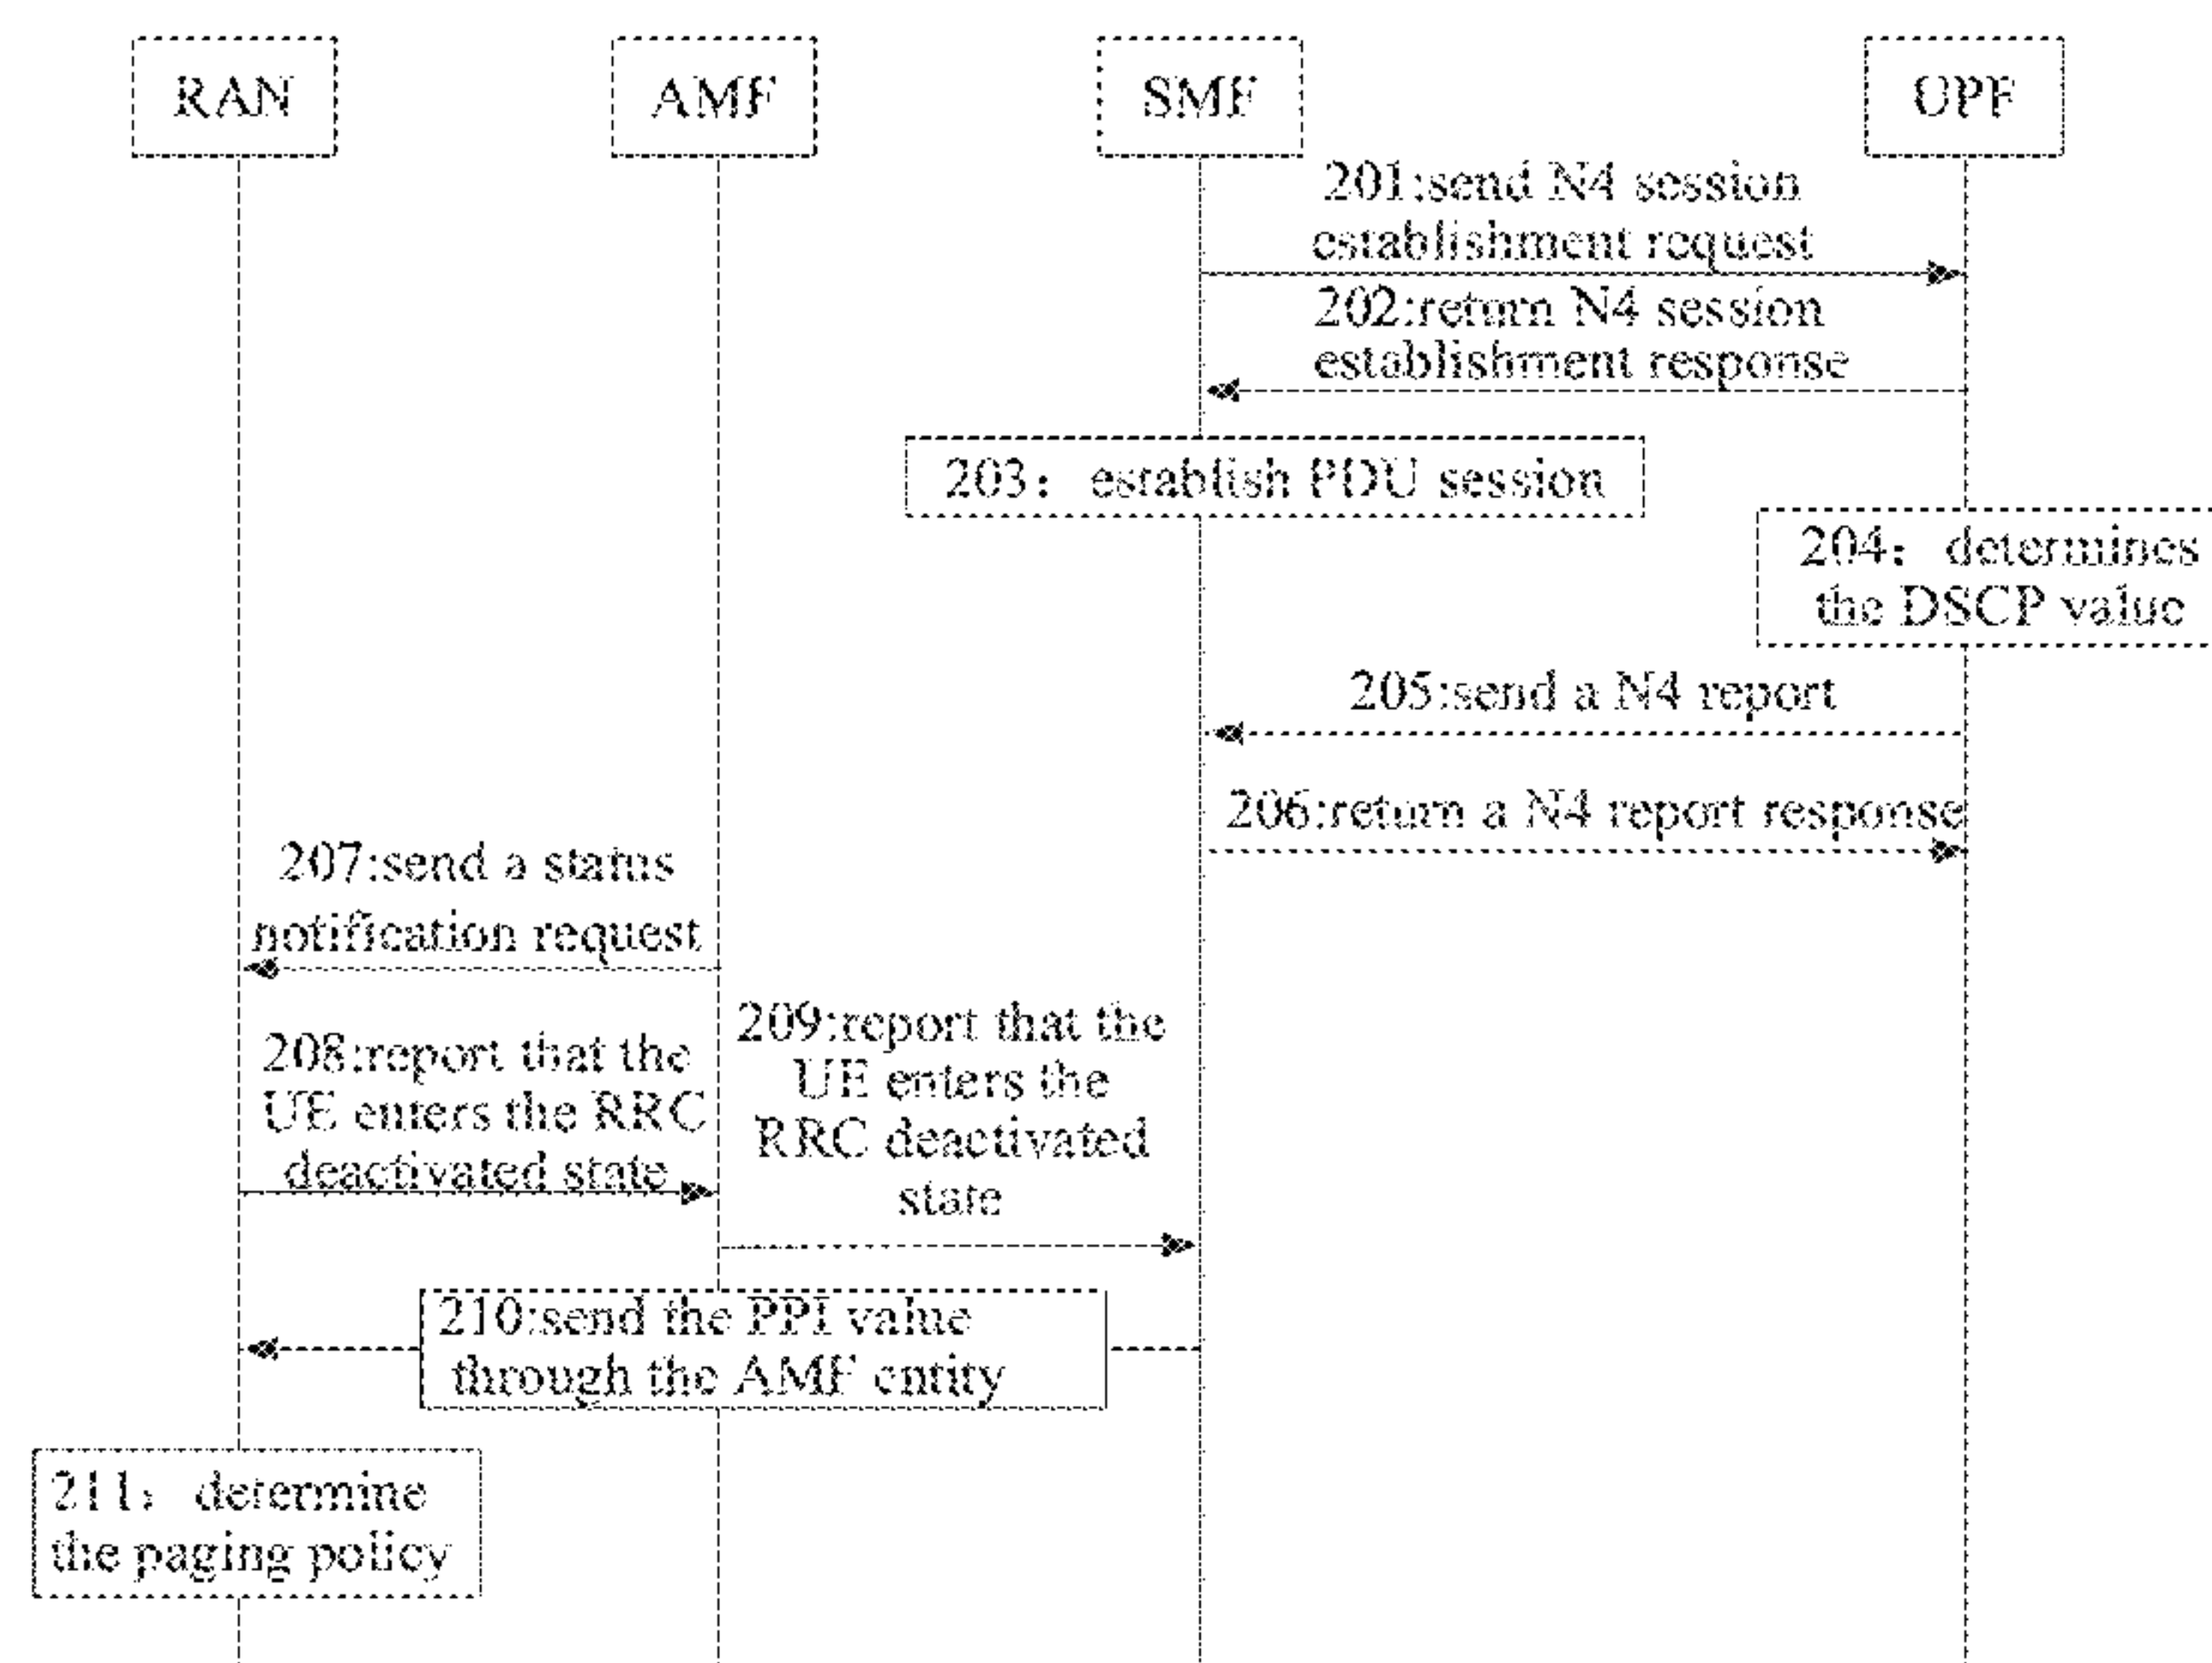 RAN
AMF
SMF
UPF
201:send N4 session
establishment request
202:return N4 session
establishment response
203: establish PDU session
204: determines
the DSCP value
205:send a N4 report
206:return a N4 report response
207:send a status
notification request
208:report that the
UE enters the RRC
deactivated state
209:report that the
UE enters the
RRC deactivated
state
210:send the PPI value
through the AMF entity
211: determine
the paging policy